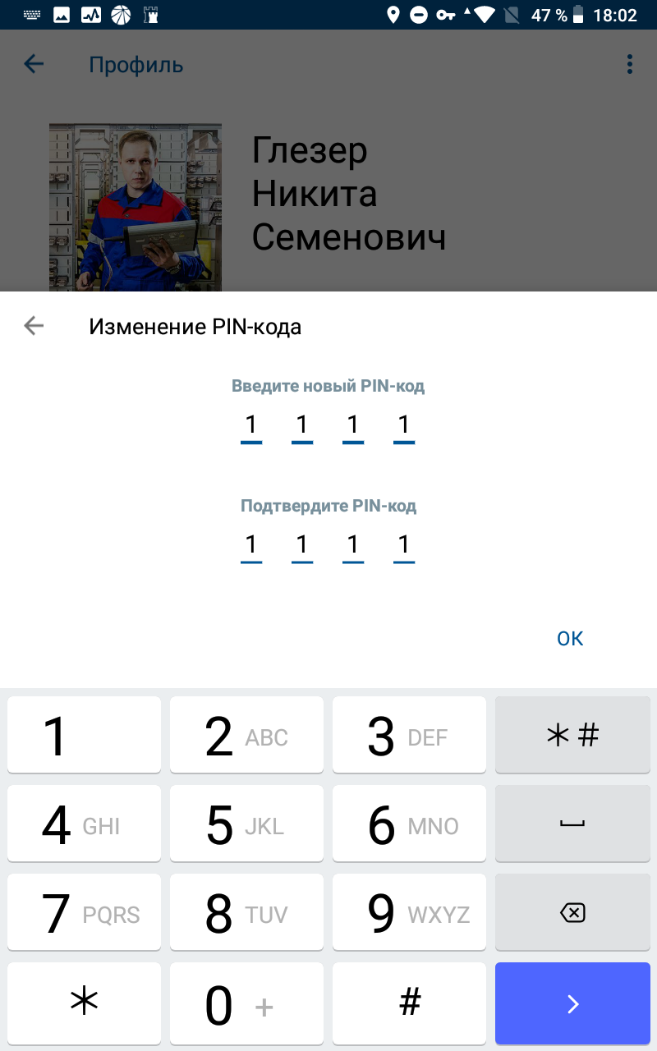 47 % 18:02
Профиль
Глезер
Никита
Семенович
Изменение PIN-кода
Введите новый PIN-код
1 1 1 1
Подтвердите PIN-код
1 1 1 1
ОК
1 2 ABC 3 DEF * #
4 GHI 5 JKL 6 MNO
7 PQRS 8 TUV 9 WXYZ
* 0 + #